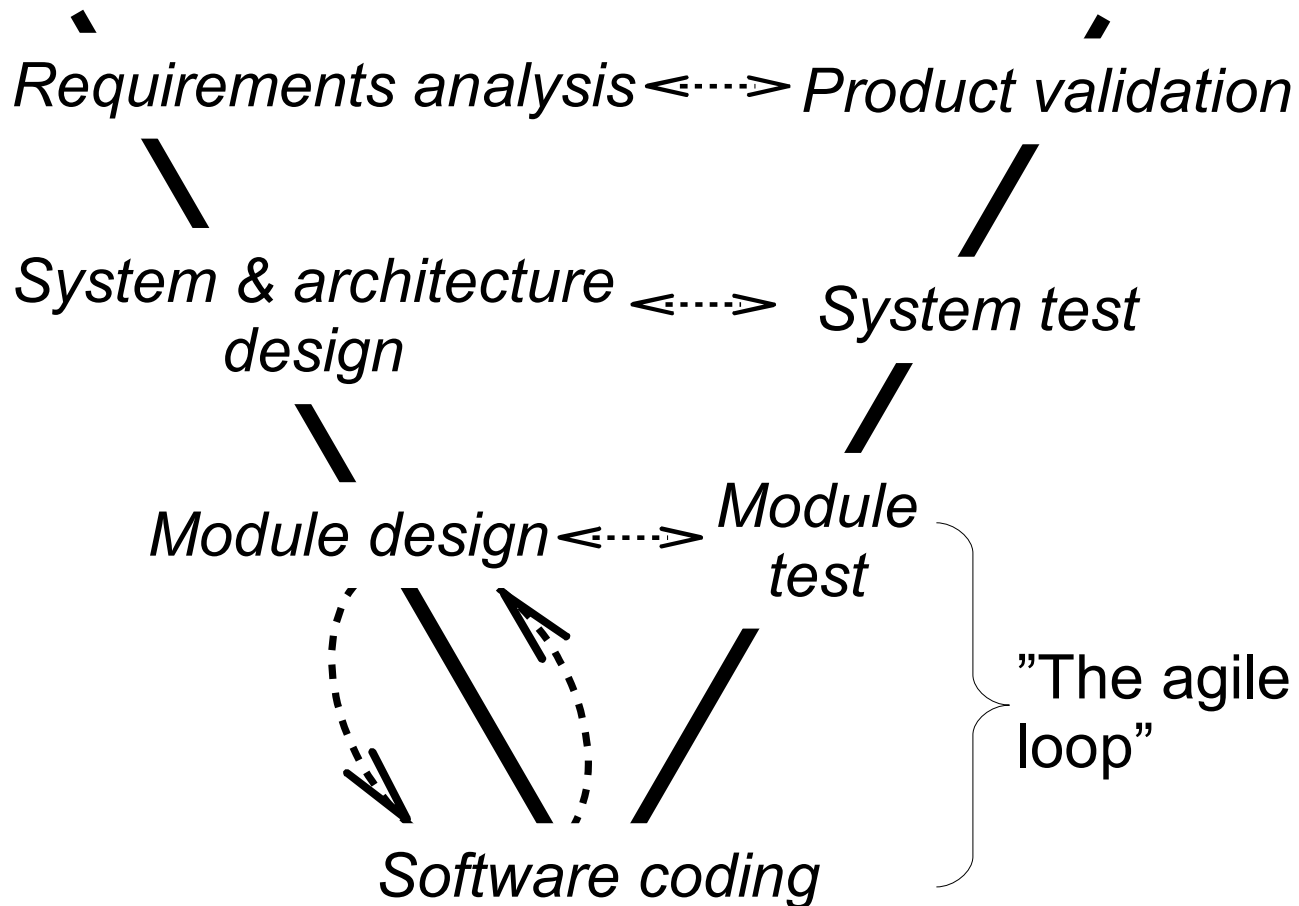 Requirements analysis
Product validation
System & architecture
design
System test
Module design
Module
test
”The agile
loop”
Software coding